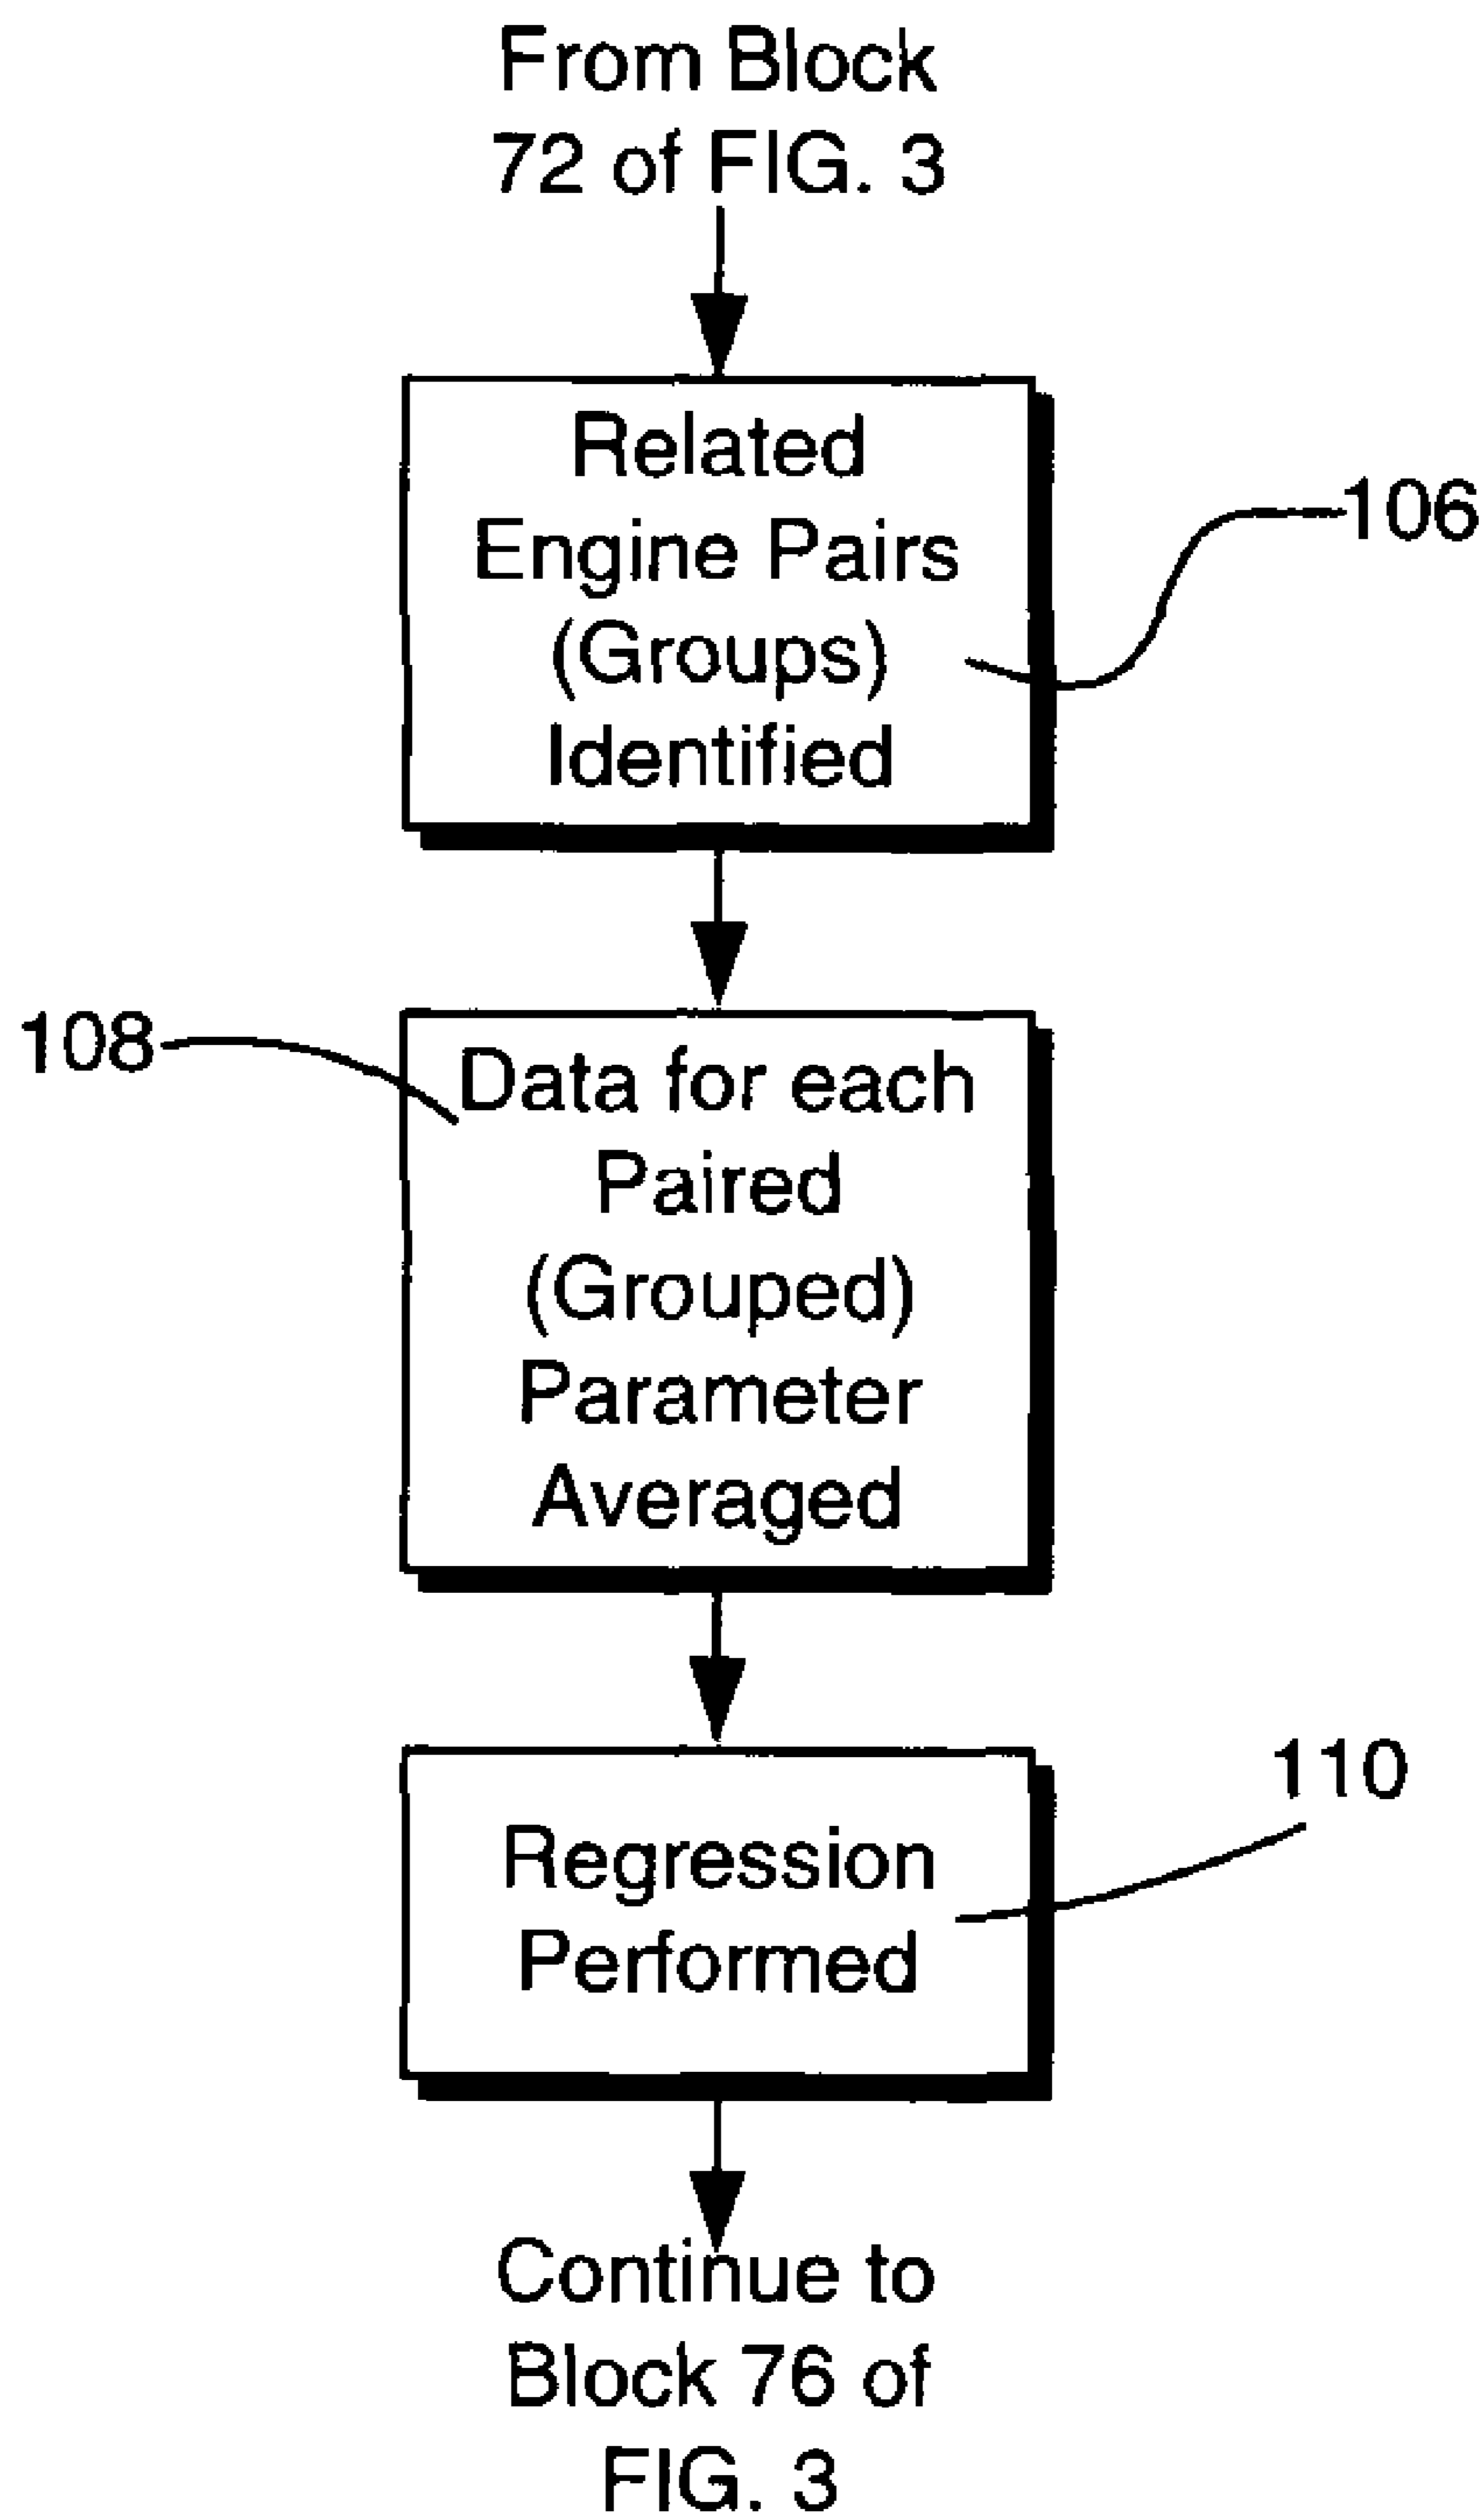 From Block
72 of FIG. 3
Related
Engine Pairs
(Groups)
Identified
106
108
Data for each
Paired
(Grouped)
Parameter
Averaged
110
Regression
Performed
Continue to
Block 76 of
FIG. 3